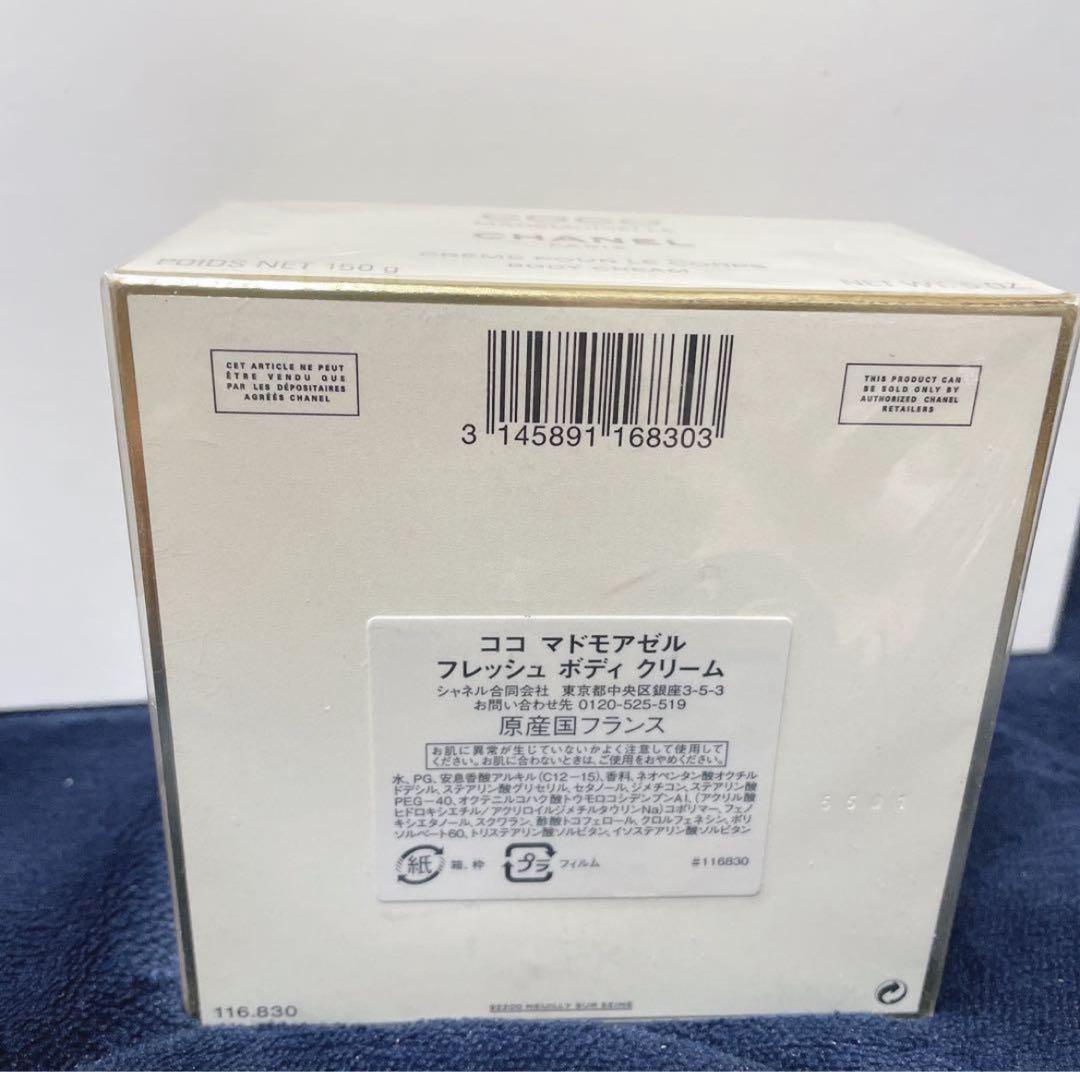 COCO
MADEMOISELLE
CHANEL
CRÈME POUR LE CORPS
BODY CREAM
POIDS NET 150 g
NET WT. 5 OZ
CET ARTICLE NE PEUT
ÊTRE VENDU QUE
PAR LES DÉPOSITAIRES
AGRÉÉS CHANEL
3 145891 168303
THIS PRODUCT CAN
BE SOLD ONLY BY
AUTHORIZED CHANEL
RETAILERS
ココ マドモアゼル
フレッシュ ボディ クリーム
シャネル合同会社 東京都中央区銀座3-5-3
お問い合わせ先 0120-525-519
原産国フランス
お肌に異常が生じていないかよく注意して使用して
ください。お肌に合わないときは、ご使用をおやめください。
水、PG、安息香酸アルキル(C12-15)、香料、ネオペンタン酸オクチル
ドデシル、ステアリン酸グリセリル、セタノール、ジメチコン、ステアリン酸
PEG-40、オクテニルコハク酸トウモロコシデンプンAL、(アクリル酸
ヒドロキシエチル/アクリロイルジメチルタウリンNa)コポリマー、フェノ
キシエタノール、スクワラン、酢酸トコフェロール、クロルフェネシン、ポリ
ソルベート60、トリステアリン酸ソルビタン、イソステアリン酸ソルビタン
紙 箱、枠 プラ フィルム #116830
116.830
92200 NEUILLY SUR SEINE